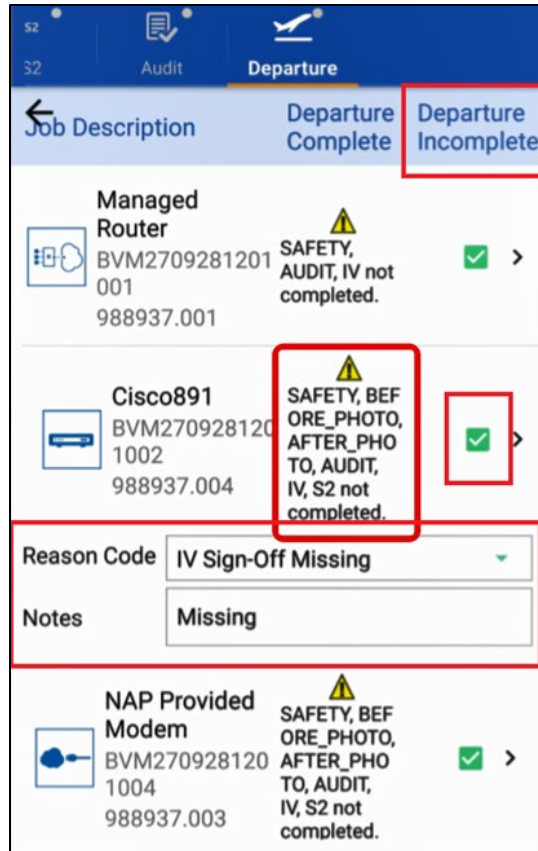 S2
S2
Audit
Departure
Job Description
Departure
Complete
Departure
Incomplete
Managed
Router
BVM2709281201
001
988937.001
SAFETY,
AUDIT, IV not
completed.
Cisco891
BVM270928120
1002
988937.004
SAFETY, BEF
ORE_PHOTO,
AFTER_PHO
TO, AUDIT,
IV, S2 not
completed.
Reason Code
IV Sign-Off Missing
Notes
Missing
NAP Provided
Modem
BVM270928120
1004
988937.003
SAFETY, BEF
ORE_PHOTO,
AFTER_PHO
TO, AUDIT,
IV, S2 not
completed.